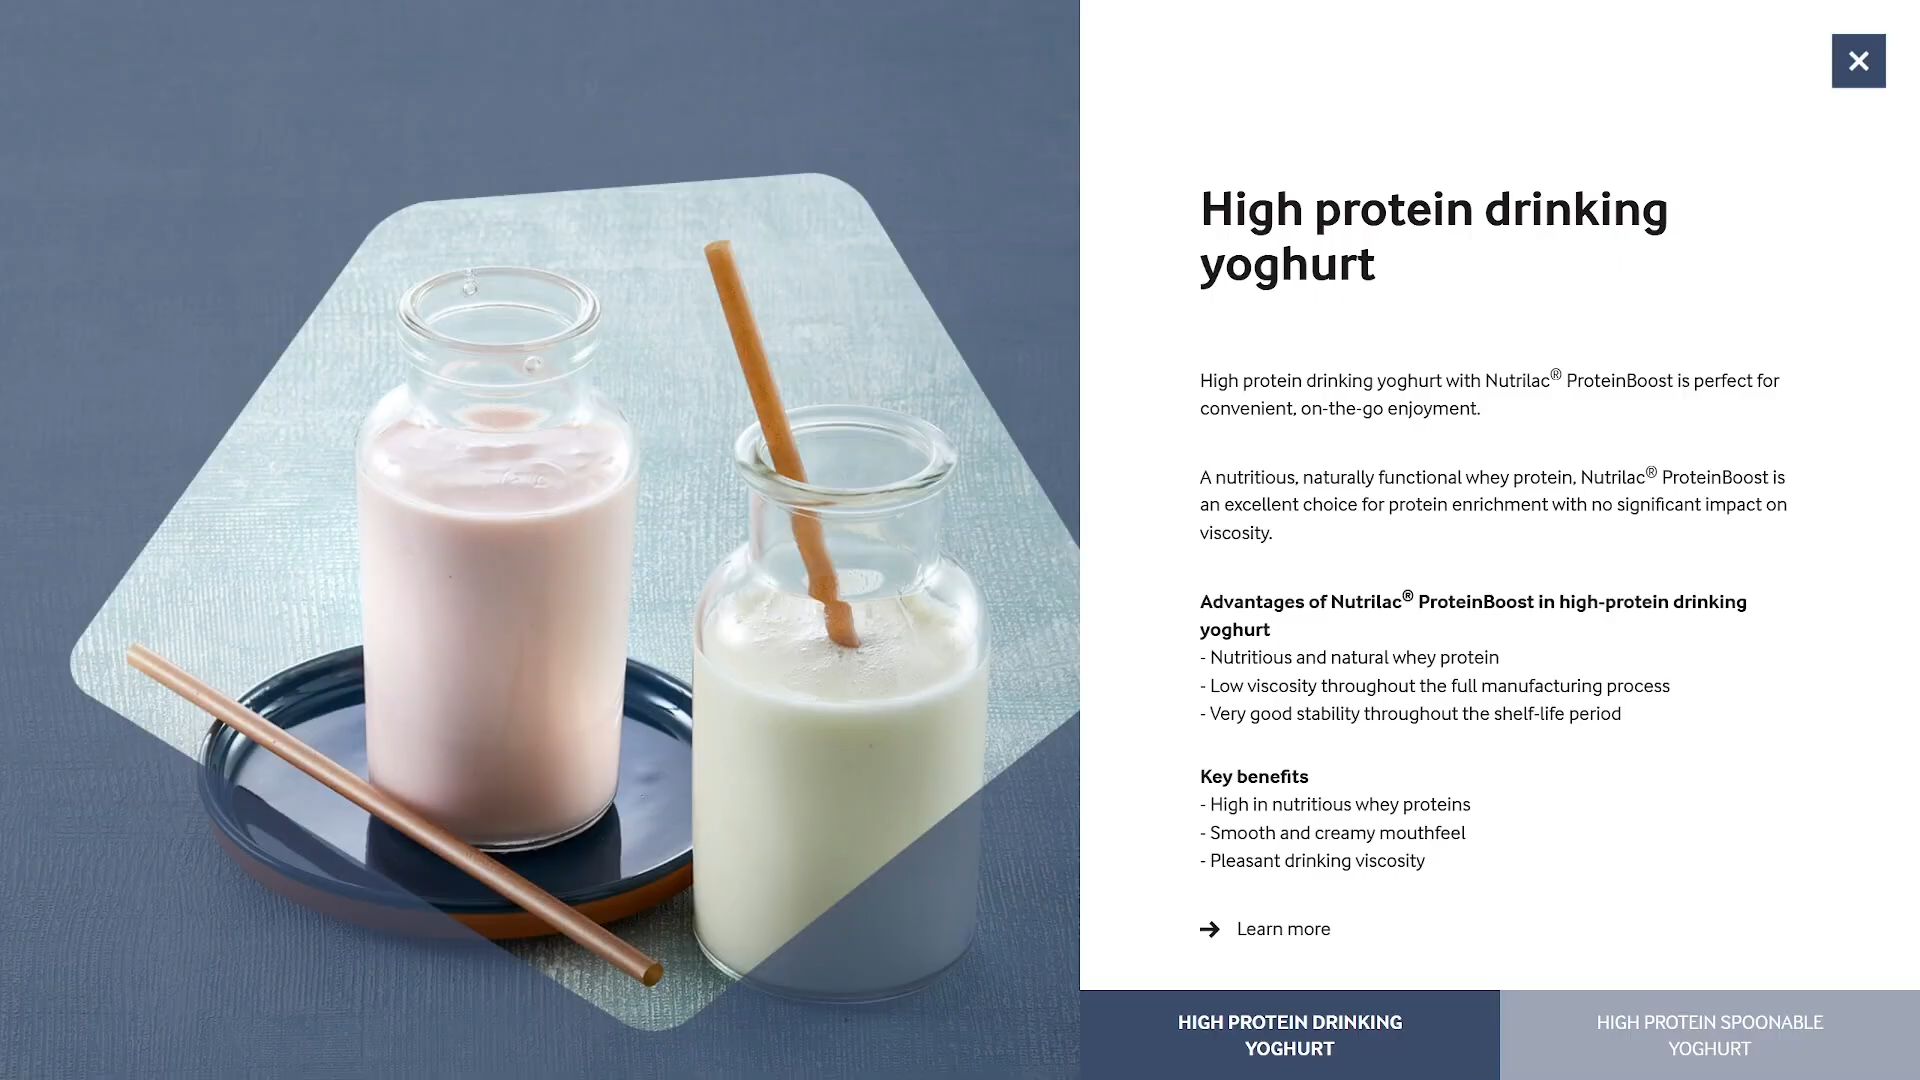 High protein drinking
yoghurt
High protein drinking yoghurt with Nutrilac® ProteinBoost is perfect for
convenient, on-the-go enjoyment.
A nutritious, naturally functional whey protein, Nutrilac® ProteinBoost is
an excellent choice for protein enrichment with no significant impact on
viscosity.
Advantages of Nutrilac® ProteinBoost in high-protein drinking
yoghurt
- Nutritious and natural whey protein
- Low viscosity throughout the full manufacturing process
- Very good stability throughout the shelf-life period
Key benefits
- High in nutritious whey proteins
- Smooth and creamy mouthfeel
- Pleasant drinking viscosity
Learn more
HIGH PROTEIN DRINKING
YOGHURT
HIGH PROTEIN SPOONABLE
YOGHURT